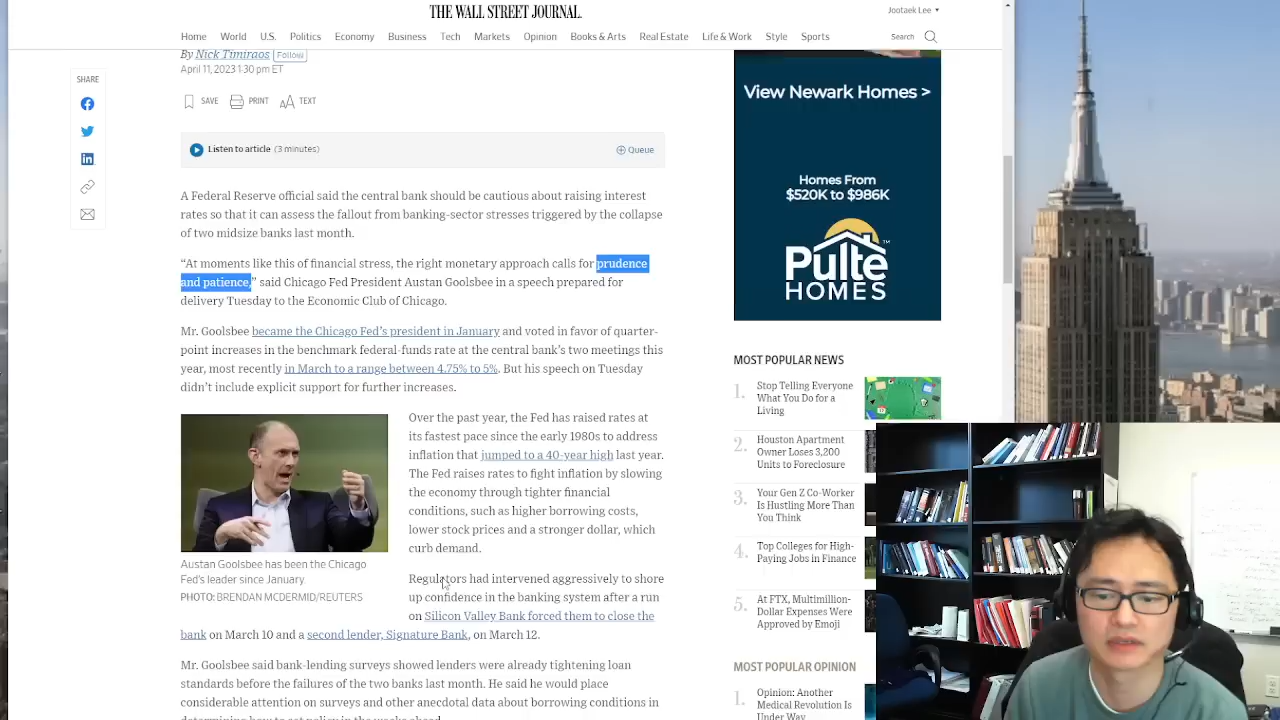 THE WALL STREET JOURNAL.
Jootaek Lee
Home World U.S. Politics Economy Business Tech Markets Opinion Books & Arts Real Estate Life & Work Style Sports Search
By Nick Timiraos Follow
April 11, 2023 1:30 pm ET
SHARE
SAVE PRINT AA TEXT
Listen to article (3 minutes)
Queue
A Federal Reserve official said the central bank should be cautious about raising interest
rates so that it can assess the fallout from banking-sector stresses triggered by the collapse
of two midsize banks last month.
“At moments like this of financial stress, the right monetary approach calls for prudence
and patience,” said Chicago Fed President Austan Goolsbee in a speech prepared for
delivery Tuesday to the Economic Club of Chicago.
Mr. Goolsbee became the Chicago Fed’s president in January and voted in favor of quarter-
point increases in the benchmark federal-funds rate at the central bank’s two meetings this
year, most recently in March to a range between 4.75% to 5%. But his speech on Tuesday
didn’t include explicit support for further increases.
Over the past year, the Fed has raised rates at
its fastest pace since the early 1980s to address
inflation that jumped to a 40-year high last year.
The Fed raises rates to fight inflation by slowing
the economy through tighter financial
conditions, such as higher borrowing costs,
lower stock prices and a stronger dollar, which
curb demand.
Austan Goolsbee has been the Chicago
Fed’s leader since January.
PHOTO: BRENDAN MCDERMID/REUTERS
Regulators had intervened aggressively to shore
up confidence in the banking system after a run
on Silicon Valley Bank forced them to close the
bank on March 10 and a second lender, Signature Bank, on March 12.
Mr. Goolsbee said bank-lending surveys showed lenders were already tightening loan
standards before the failures of the two banks last month. He said he would place
considerable attention on surveys and other anecdotal data about borrowing conditions in
determining how to set policy in the weeks ahead.
View Newark Homes >
Homes From
$520K to $986K
Pulte
HOMES
TM
MOST POPULAR NEWS
1. Stop Telling Everyone
What You Do for a
Living
2. Houston Apartment
Owner Loses 3,200
Units to Foreclosure
3. Your Gen Z Co-Worker
Is Hustling More Than
You Think
4. Top Colleges for High-
Paying Jobs in Finance
5. At FTX, Multimillion-
Dollar Expenses Were
Approved by Emoji
MOST POPULAR OPINION
1. Opinion: Another
Medical Revolution Is
Under Way